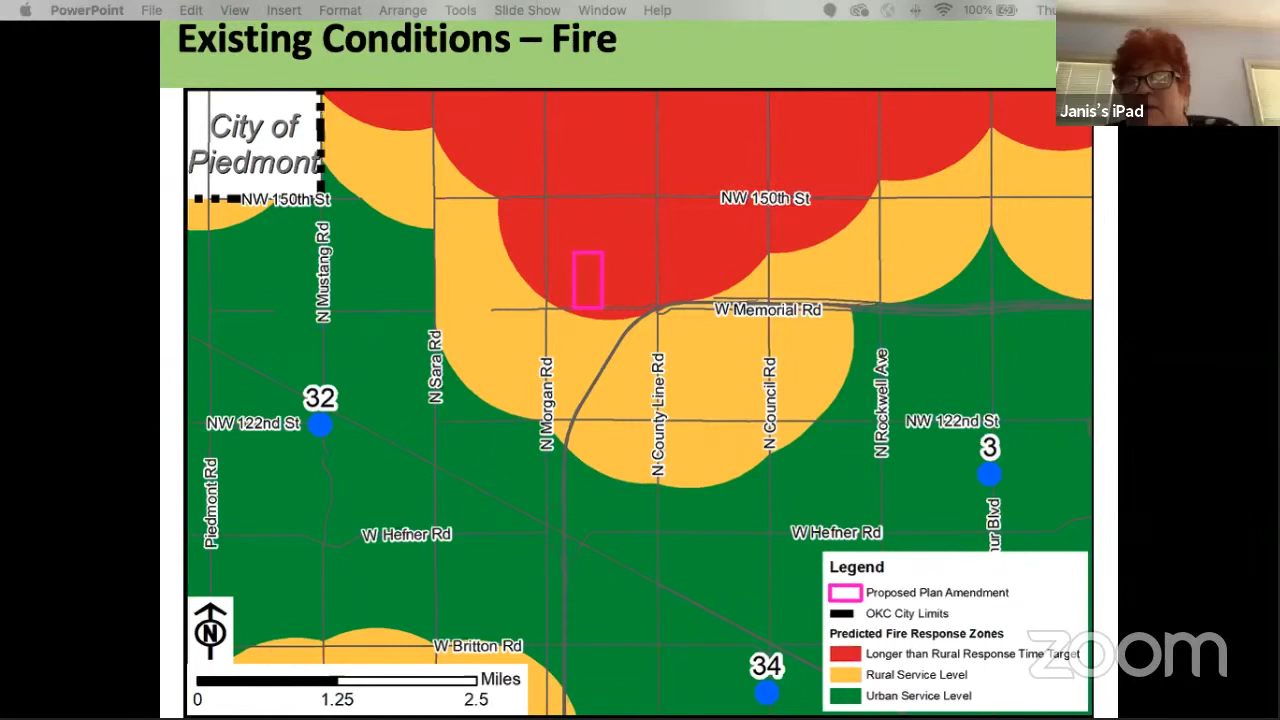 PowerPoint File Edit View Insert Format Arrange Tools Slide Show Window Help 100% Thu
Existing Conditions – Fire
Janis's iPad
City of
Piedmont
NW 150th St
NW 150th St
N Mustang Rd
W Memorial Rd
N Sara Rd
N Morgan Rd
N County Line Rd
N Council Rd
N Rockwell Ave
32
NW 122nd St
NW 122nd St
3
Piedmont Rd
ur Blvd
W Hefner Rd
W Hefner Rd
Legend
Proposed Plan Amendment
OKC City Limits
Predicted Fire Response Zones
Longer than Rural Response Time Target
Rural Service Level
Urban Service Level
zoom
N
W Britton Rd
34
Miles
0 1.25 2.5